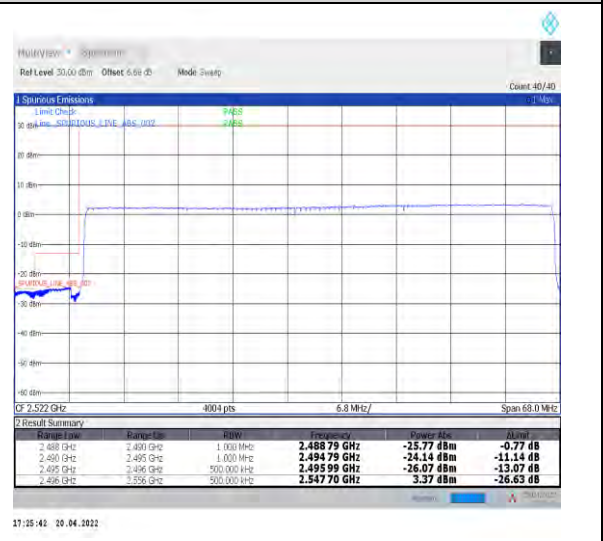 MultiView Spectrum
Ref Level 30.00 dBm Offset 6.68 dB Mode Sweep
Count 40/40
1 Spurious Emissions
Limit Check PASS
Line _SPURIOUS_LINE_ABS_002 PASS
30 dBm
20 dBm
10 dBm
0 dBm
-10 dBm
-20 dBm
_SPURIOUS_LINE_ABS_002
-30 dBm
-40 dBm
-50 dBm
-60 dBm
CF 2.522 GHz 4004 pts 6.8 MHz/ Span 68.0 MHz
2 Result Summary
Range Low Range Up RBW Frequency Power Abs ΔLimit
2.488 GHz 2.490 GHz 1.000 MHz 2.488 79 GHz -25.77 dBm -0.77 dB
2.490 GHz 2.495 GHz 1.000 MHz 2.494 79 GHz -24.14 dBm -11.14 dB
2.495 GHz 2.496 GHz 500.000 kHz 2.495 99 GHz -26.07 dBm -13.07 dB
2.496 GHz 2.556 GHz 500.000 kHz 2.547 70 GHz 3.37 dBm -26.63 dB
17:25:42 20.04.2022